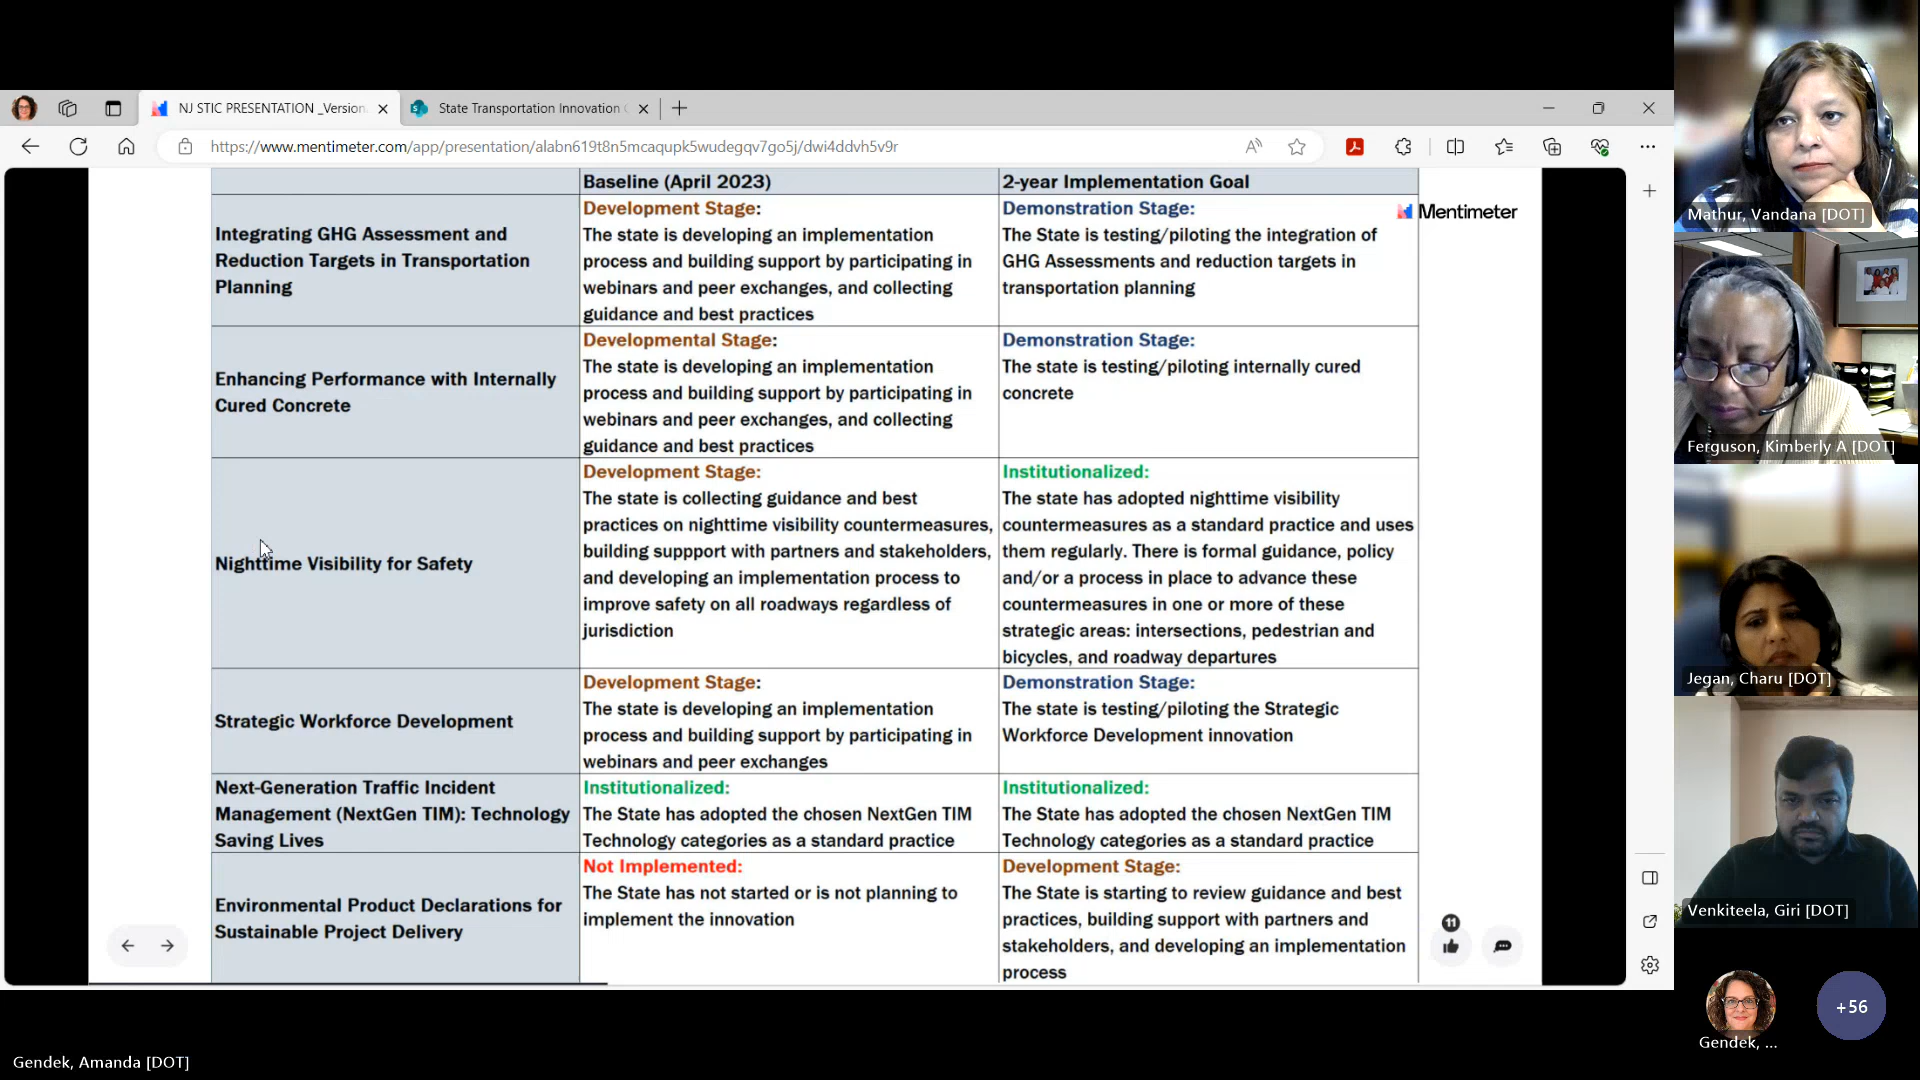 NJ STIC PRESENTATION _Version
State Transportation Innovation
https://www.mentimeter.com/app/presentation/alabn619t8n5mcaqupk5wudegqv7go5j/dwi4ddvh5v9r
Baseline (April 2023)
2-year Implementation Goal
Mentimeter
Integrating GHG Assessment and
Reduction Targets in Transportation
Planning
Development Stage:
The state is developing an implementation
process and building support by participating in
webinars and peer exchanges, and collecting
guidance and best practices
Demonstration Stage:
The State is testing/piloting the integration of
GHG Assessments and reduction targets in
transportation planning
Enhancing Performance with Internally
Cured Concrete
Developmental Stage:
The state is developing an implementation
process and building support by participating in
webinars and peer exchanges, and collecting
guidance and best practices
Demonstration Stage:
The state is testing/piloting internally cured
concrete
Nighttime Visibility for Safety
Development Stage:
The state is collecting guidance and best
practices on nighttime visibility countermeasures,
building suppport with partners and stakeholders,
and developing an implementation process to
improve safety on all roadways regardless of
jurisdiction
Institutionalized:
The state has adopted nighttime visibility
countermeasures as a standard practice and uses
them regularly. There is formal guidance, policy
and/or a process in place to advance these
countermeasures in one or more of these
strategic areas: intersections, pedestrian and
bicycles, and roadway departures
Strategic Workforce Development
Development Stage:
The state is developing an implementation
process and building support by participating in
webinars and peer exchanges
Demonstration Stage:
The state is testing/piloting the Strategic
Workforce Development innovation
Next-Generation Traffic Incident
Management (NextGen TIM): Technology
Saving Lives
Institutionalized:
The State has adopted the chosen NextGen TIM
Technology categories as a standard practice
Institutionalized:
The State has adopted the chosen NextGen TIM
Technology categories as a standard practice
Environmental Product Declarations for
Sustainable Project Delivery
Not Implemented:
The State has not started or is not planning to
implement the innovation
Development Stage:
The State is starting to review guidance and best
practices, building support with partners and
stakeholders, and developing an implementation
process
11
Mathur, Vandana [DOT]
Ferguson, Kimberly A [DOT]
Jegan, Charu [DOT]
Venkiteela, Giri [DOT]
Gendek, ...
+56
Gendek, Amanda [DOT]